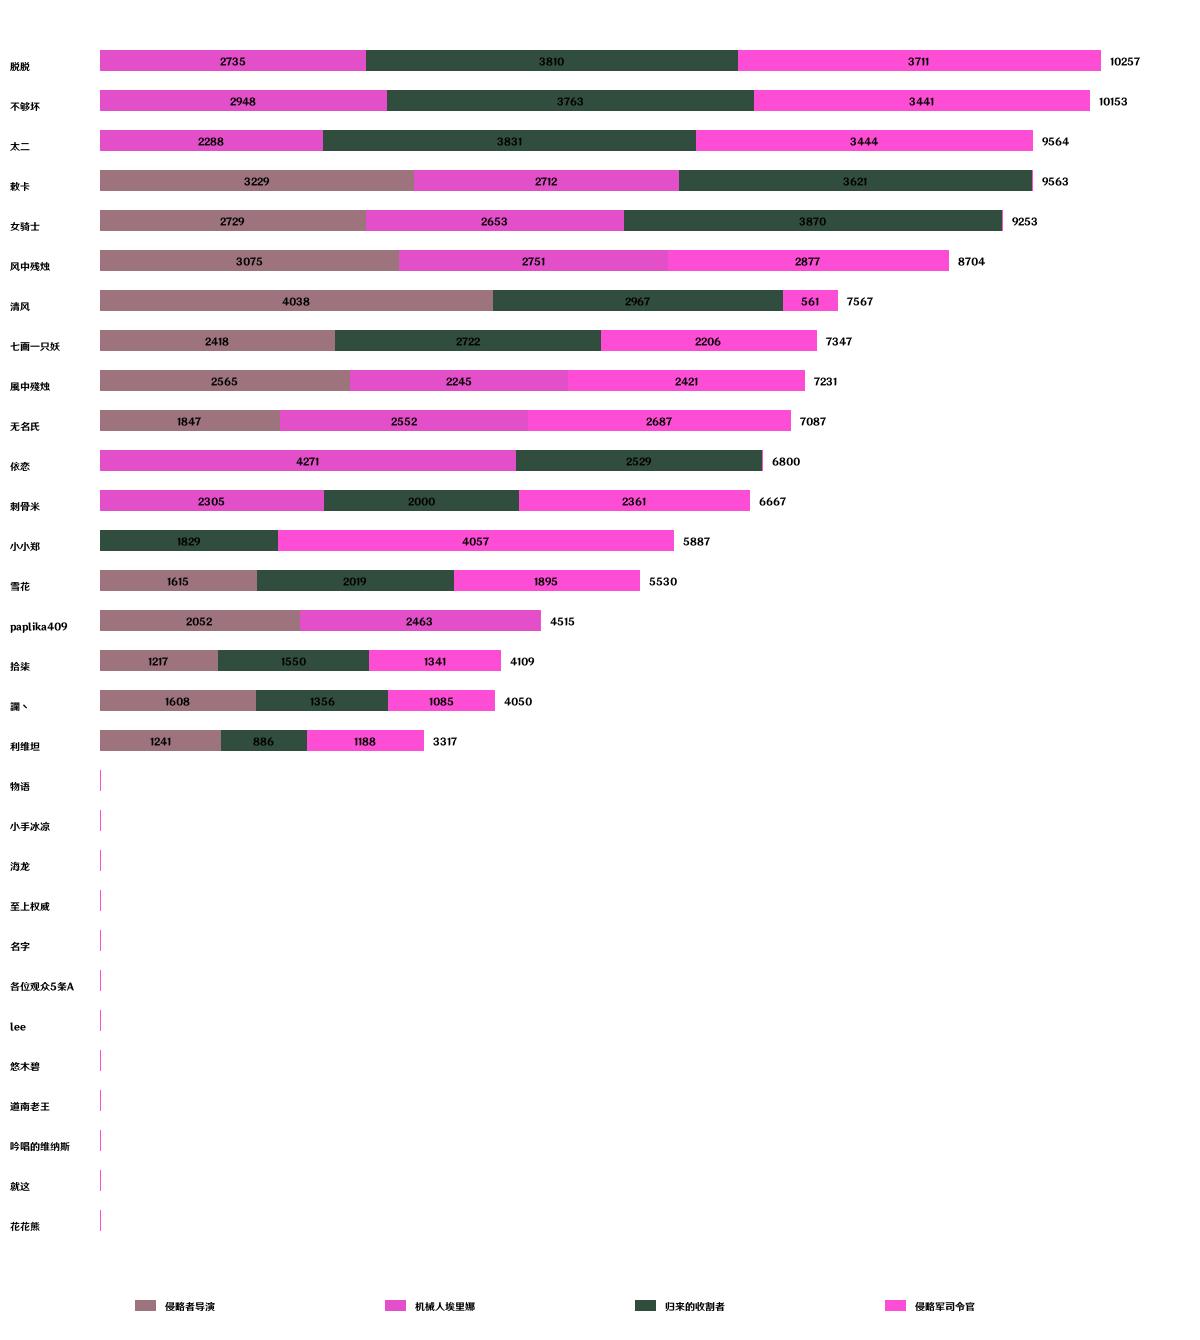 脱脱 2735 3810 3711 10257
不够坏 2948 3763 3441 10153
太二 2288 3831 3444 9564
敕卡 3229 2712 3621 9563
女骑士 2729 2653 3870 9253
风中残烛 3075 2751 2877 8704
清风 4038 2967 561 7567
七画一只妖 2418 2722 2206 7347
風中殘烛 2565 2245 2421 7231
无名氏 1847 2552 2687 7087
依恋 4271 2529 6800
刺骨米 2305 2000 2361 6667
小小郑 1829 4057 5887
雪花 1615 2019 1895 5530
paplika409 2052 2463 4515
拾柒 1217 1550 1341 4109
丶 1608 1356 1085 4050
利维坦 1241 886 1188 3317
物语
小手冰凉
海龙
至上权威
名字
各位观众5条A
lee
悠木碧
道南老王
吟唱的维纳斯
就这
花花熊
侵略者导演 机械人埃里娜 归来的收割者 侵略军司令官